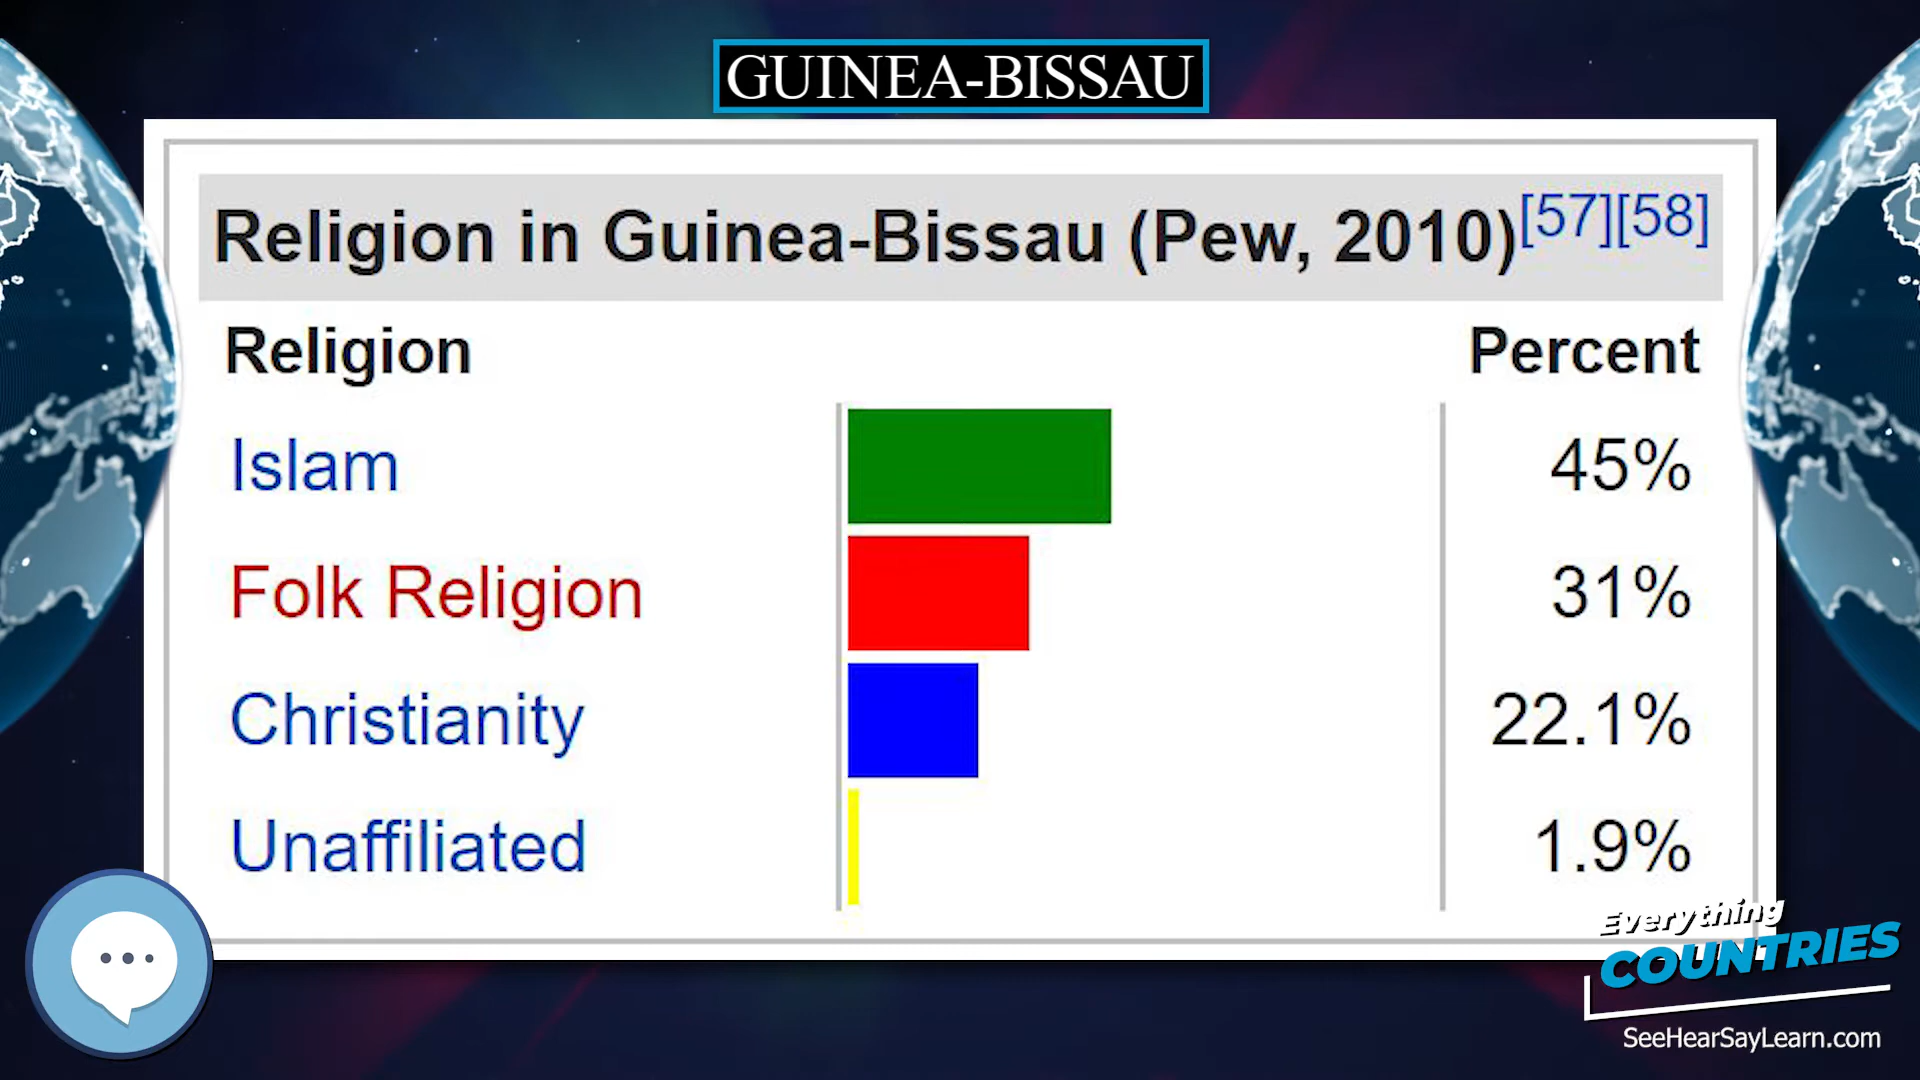 GUINEA-BISSAU
Religion in Guinea-Bissau (Pew, 2010)[57][58]
Religion Percent
Islam 45%
Folk Religion 31%
Christianity 22.1%
Unaffiliated 1.9%
Everything
COUNTRIES
SeeHearSayLearn.com